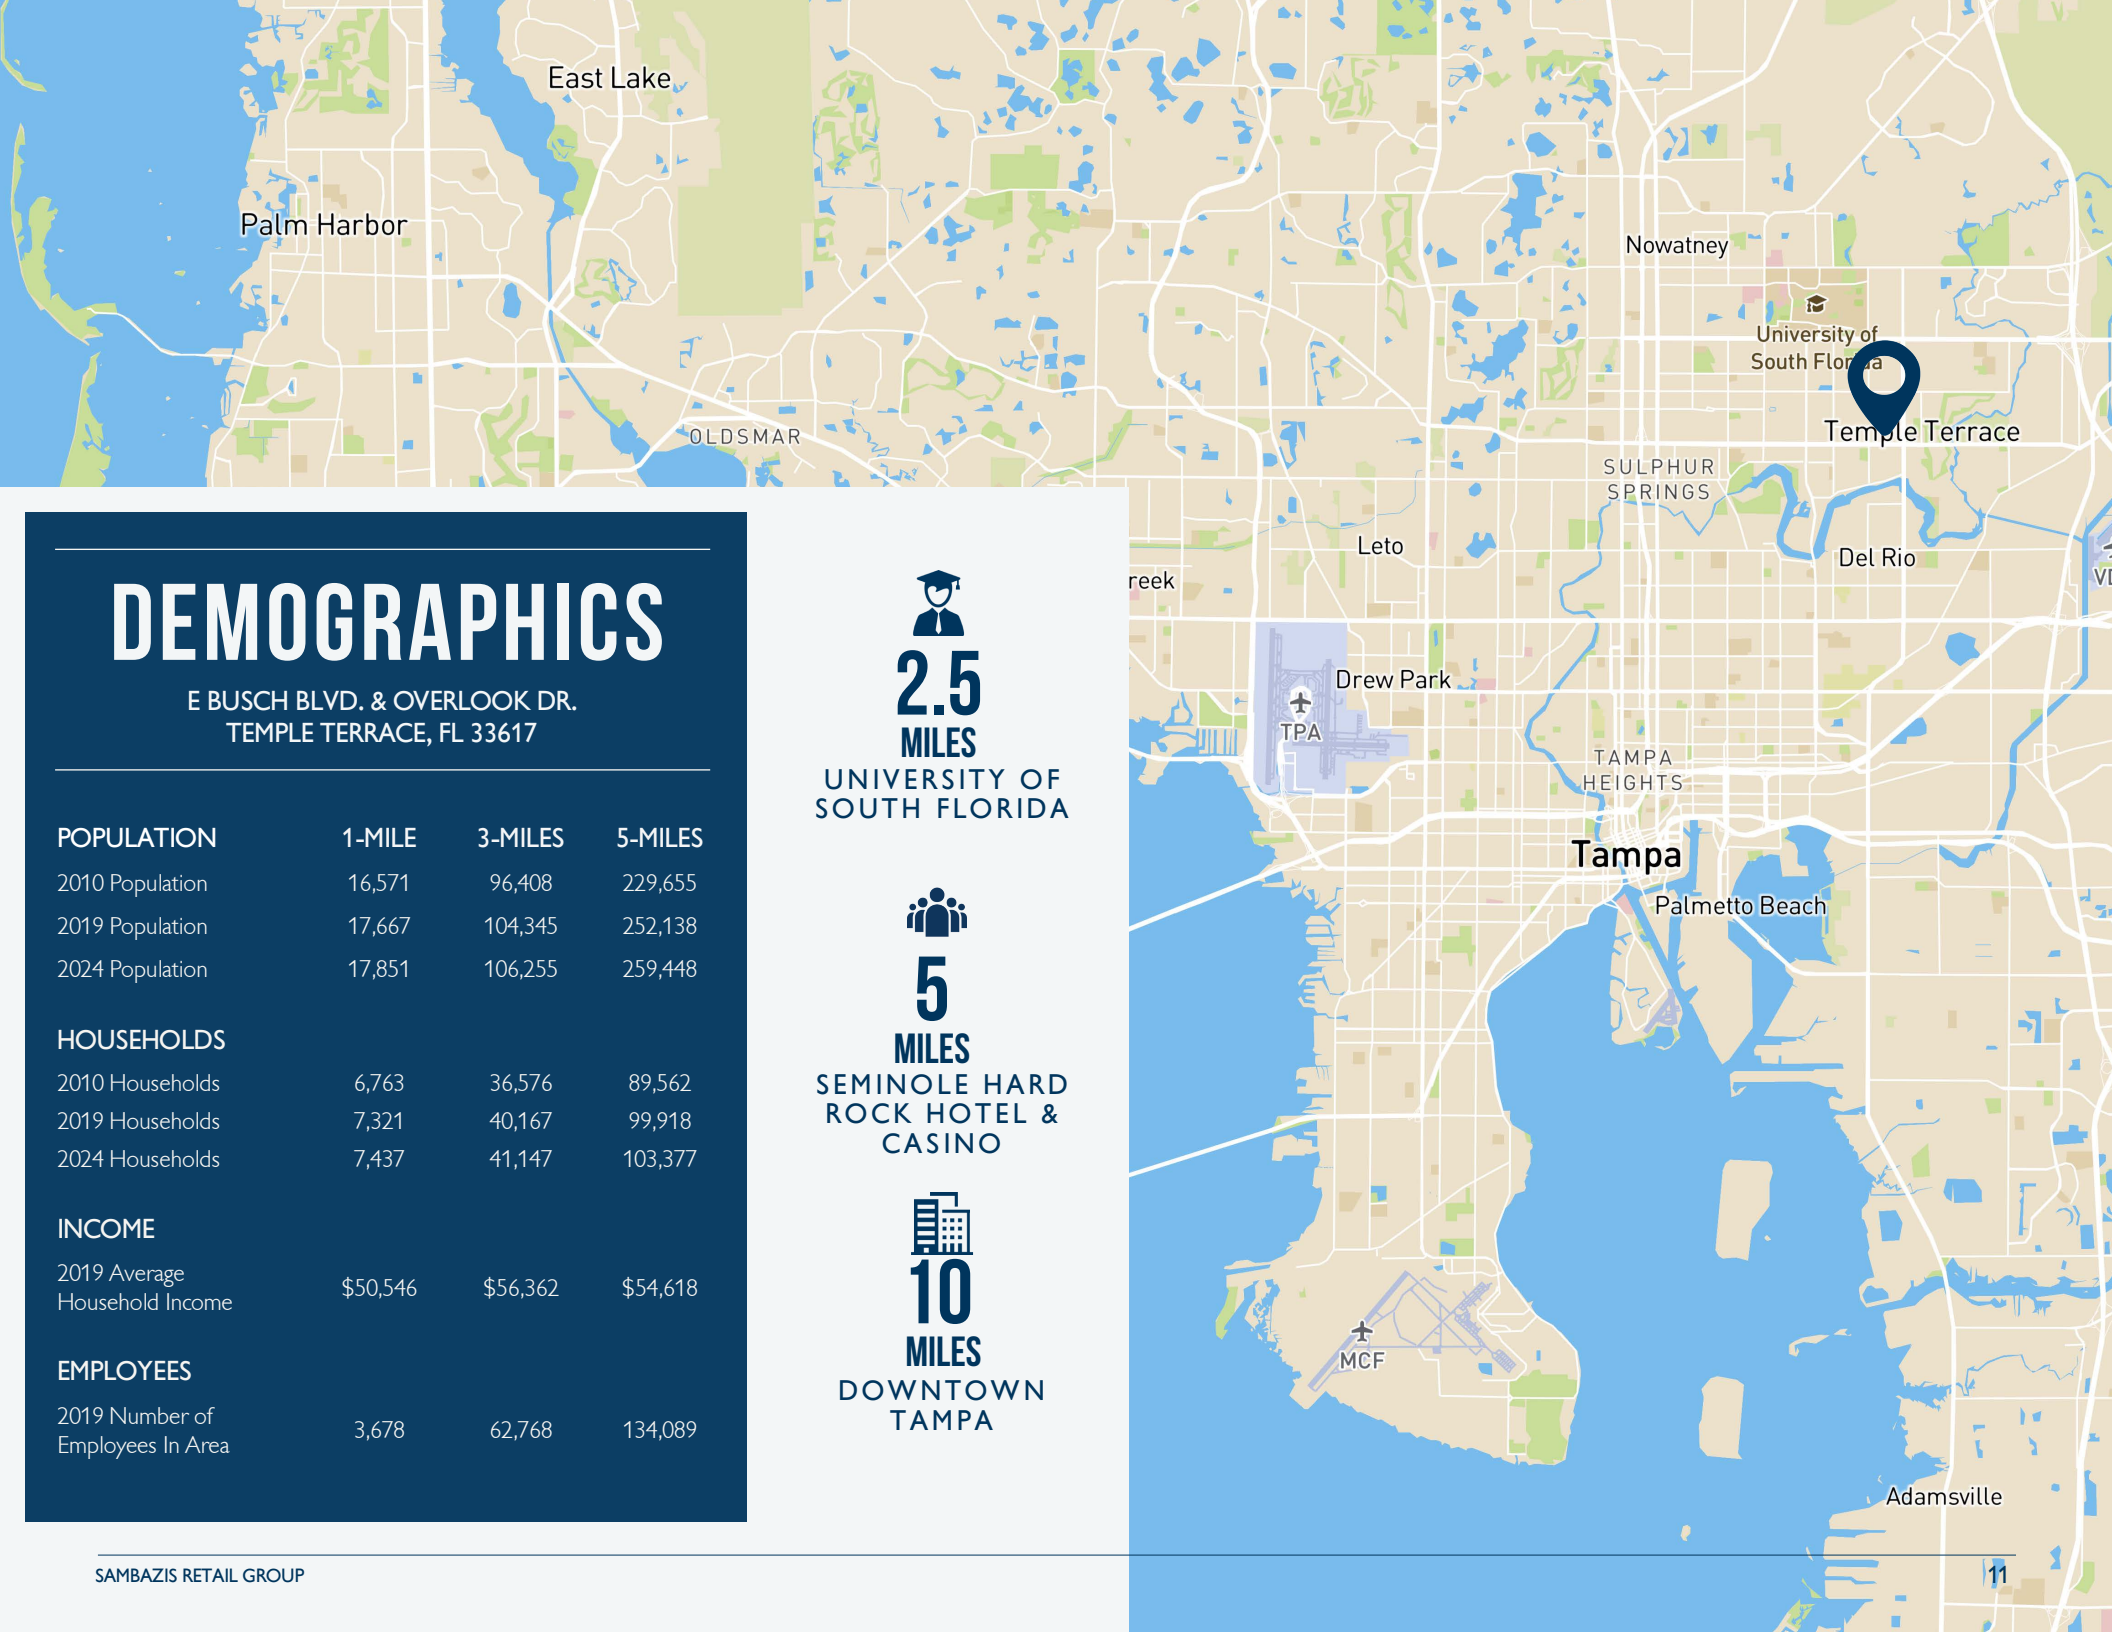 East Lake
Palm Harbor
OLDSMAR
Nowatney
University of
South Florida
Temple Terrace
SULPHUR
SPRINGS
Leto
Del Rio
reek
Drew Park
TPA
TAMPA
HEIGHTS
Tampa
Palmetto Beach
MCF
Adamsville
DEMOGRAPHICS
E BUSCH BLVD. & OVERLOOK DR.
TEMPLE TERRACE, FL 33617
POPULATION 1-MILE 3-MILES 5-MILES
2010 Population 16,571 96,408 229,655
2019 Population 17,667 104,345 252,138
2024 Population 17,851 106,255 259,448
HOUSEHOLDS
2010 Households 6,763 36,576 89,562
2019 Households 7,321 40,167 99,918
2024 Households 7,437 41,147 103,377
INCOME
2019 Average
Household Income $50,546 $56,362 $54,618
EMPLOYEES
2019 Number of
Employees In Area 3,678 62,768 134,089
2.5
MILES
UNIVERSITY OF
SOUTH FLORIDA
5
MILES
SEMINOLE HARD
ROCK HOTEL &
CASINO
10
MILES
DOWNTOWN
TAMPA
SAMBAZIS RETAIL GROUP
11